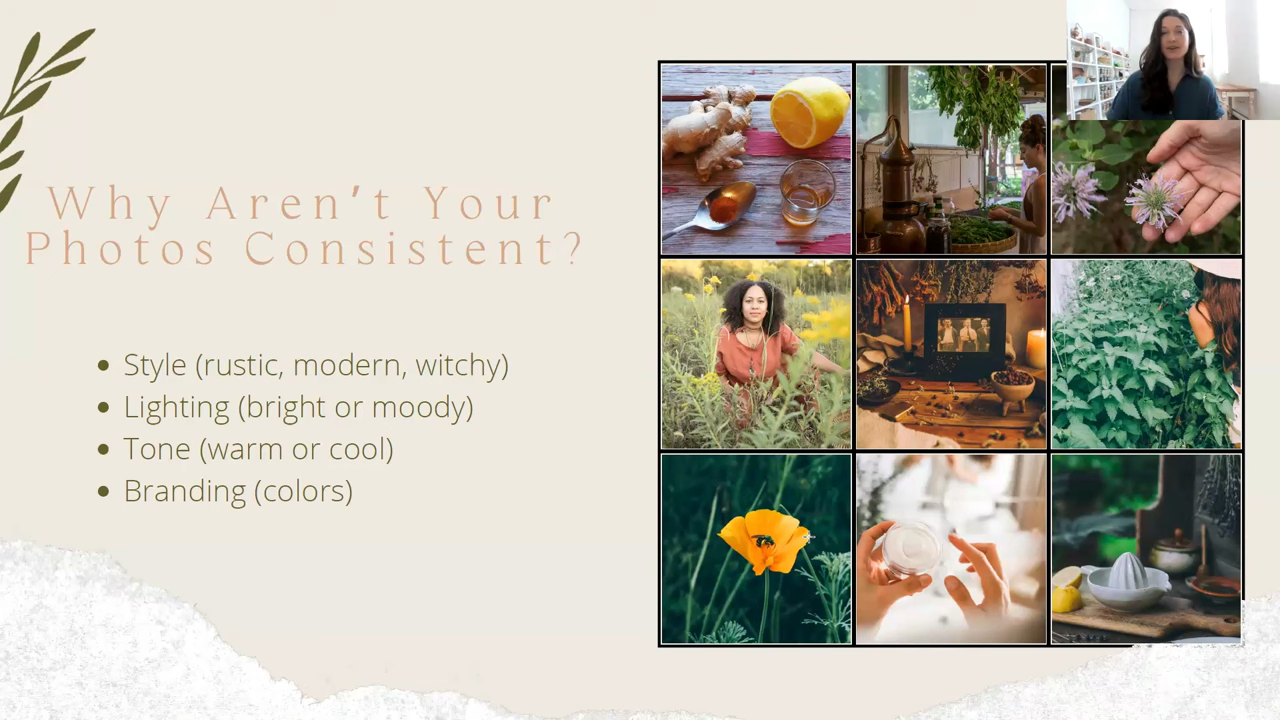 Why Aren't Your
Photos Consistent?
Style (rustic, modern, witchy)
Lighting (bright or moody)
Tone (warm or cool)
Branding (colors)